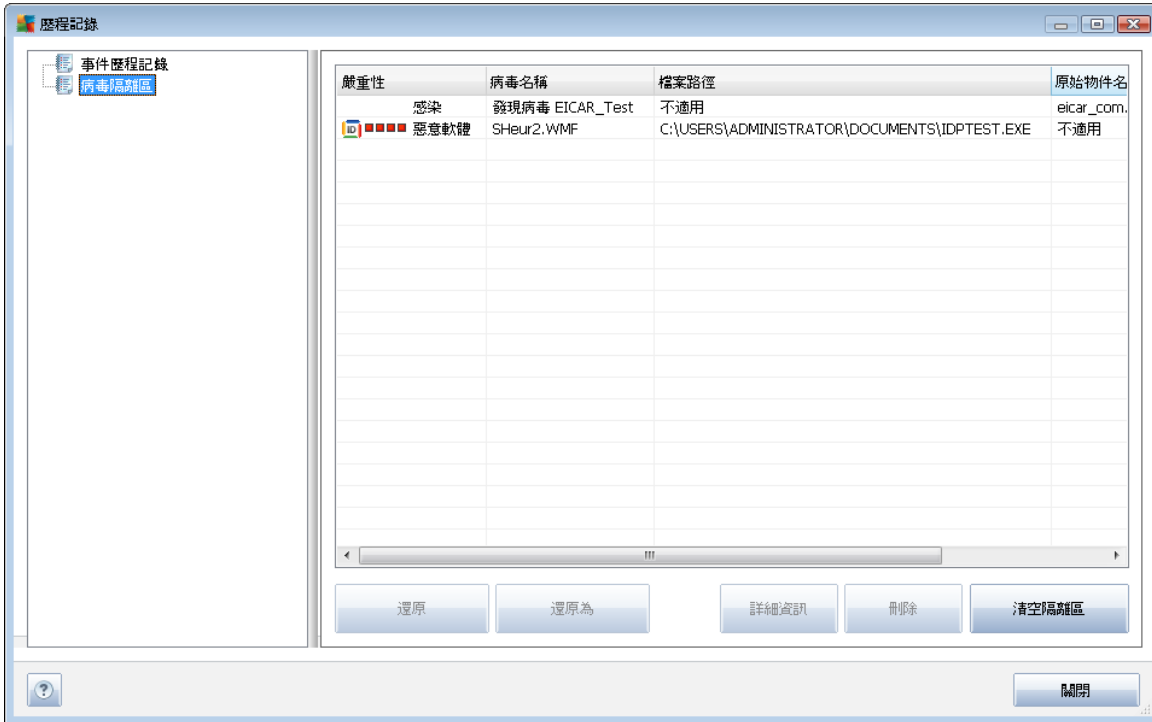 歷程記錄
事件歷程記錄
病毒隔離區
嚴重性 病毒名稱 檔案路徑 原始物件名
感染 發現病毒 EICAR_Test 不適用 eicar_com.
ID 惡意軟體 SHeur2.WMF C:\USERS\ADMINISTRATOR\DOCUMENTS\IDPTEST.EXE 不適用
還原 還原為 詳細資訊 刪除 清空隔離區
? 關閉